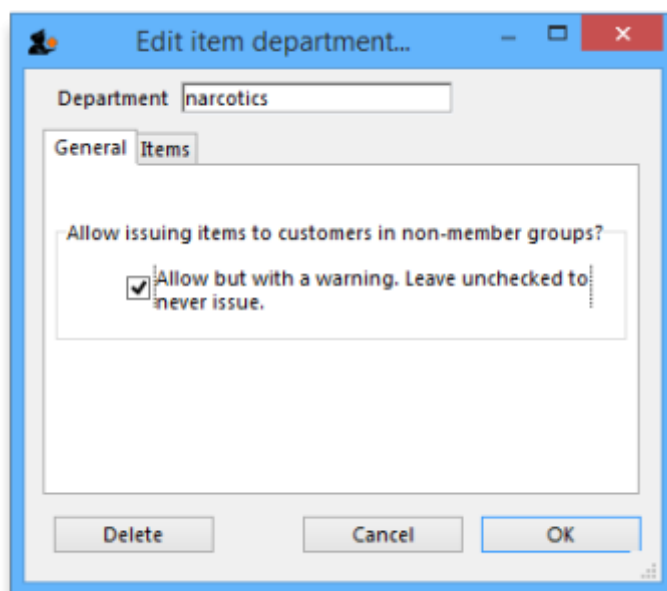 Edit item department...
Department narcotics
General Items
Allow issuing items to customers in non-member groups?
Allow but with a warning. Leave unchecked to
never issue.
Delete Cancel OK